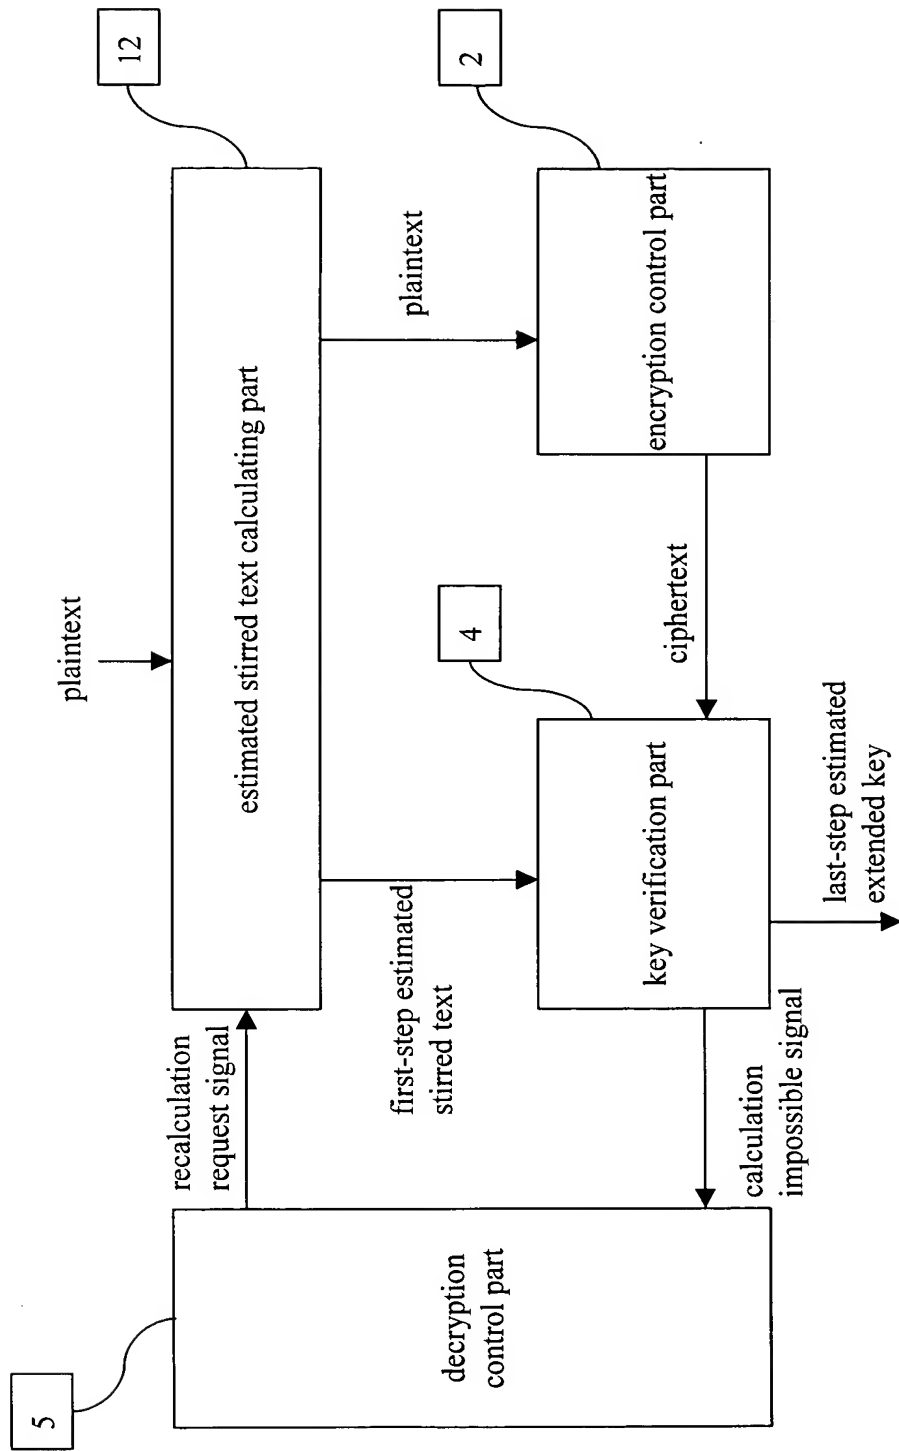 5
decryption
control part
recalculation
request signal
calculation
impossible signal
plaintext
estimated stirred text calculating part
12
first-step estimated
stirred text
plaintext
4
key verification part
ciphertext
encryption control part
2
last-step estimated
extended key